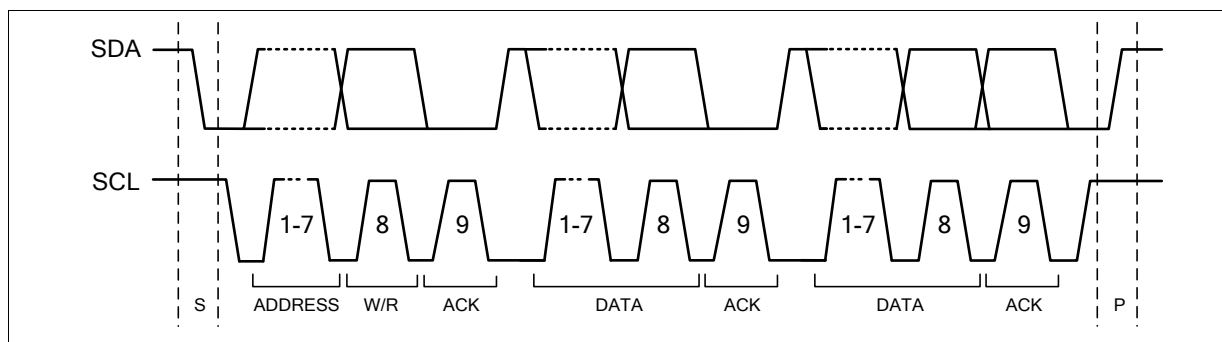 SDA
SCL
1-7 8 9 1-7 8 9 1-7 8 9
S ADDRESS W/R ACK DATA ACK DATA ACK P